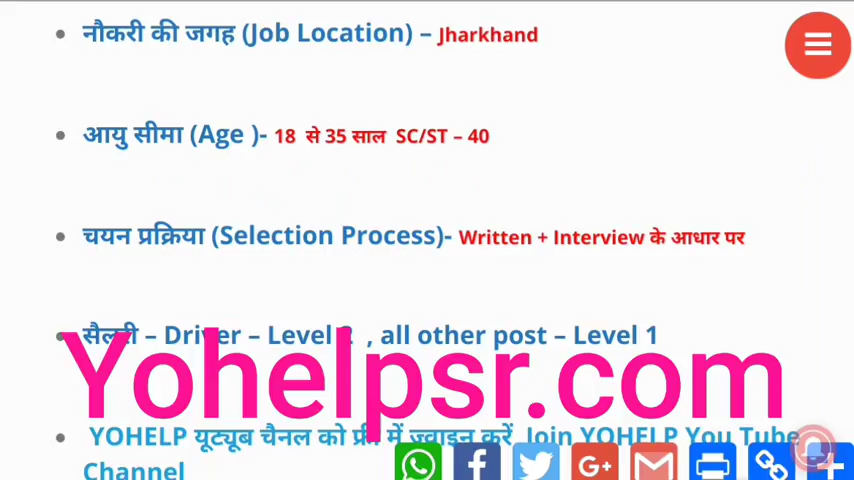 नौकरी की जगह (Job Location) – Jharkhand
आयु सीमा (Age )- 18 से 35 साल SC/ST – 40
चयन प्रक्रिया (Selection Process)- Written + Interview के आधार पर
सैलरी – Driver – Level 2 , all other post – Level 1
Yohelpsr.com
YOHELP यूट्यूब चैनल को फ्री में ज्वाइन करें Join YOHELP You Tube
Channel